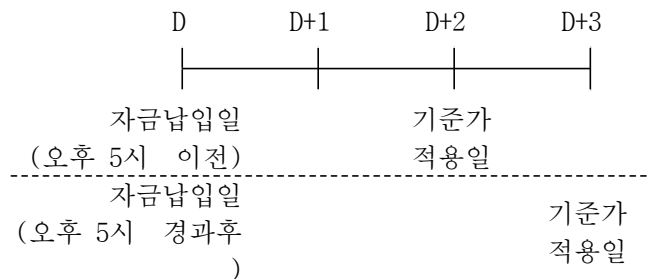 D D+1 D+2 D+3
자금납입일 기준가
(오후 5시 이전) 적용일
자금납입일
(오후 5시 경과후
)
기준가
적용일